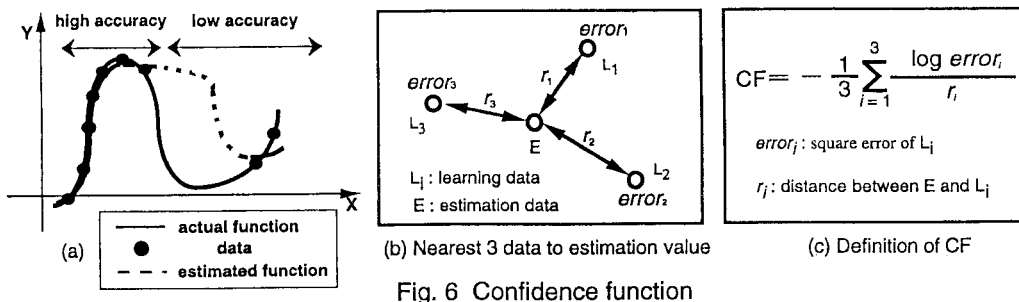 high accuracy low accuracy
Y
X
(a)
actual function
data
estimated function
error₁
L₁
r₁
error₃
L₃
r₃
E
r₂
L₂
error₂
Lᵢ : learning data
E : estimation data
(b) Nearest 3 data to estimation value
CF= - 1/3 3 Σ i = 1 log errorᵢ / rᵢ
errorᵢ : square error of Lᵢ
rᵢ : distance between E and Lᵢ
(c) Definition of CF
Fig. 6 Confidence function